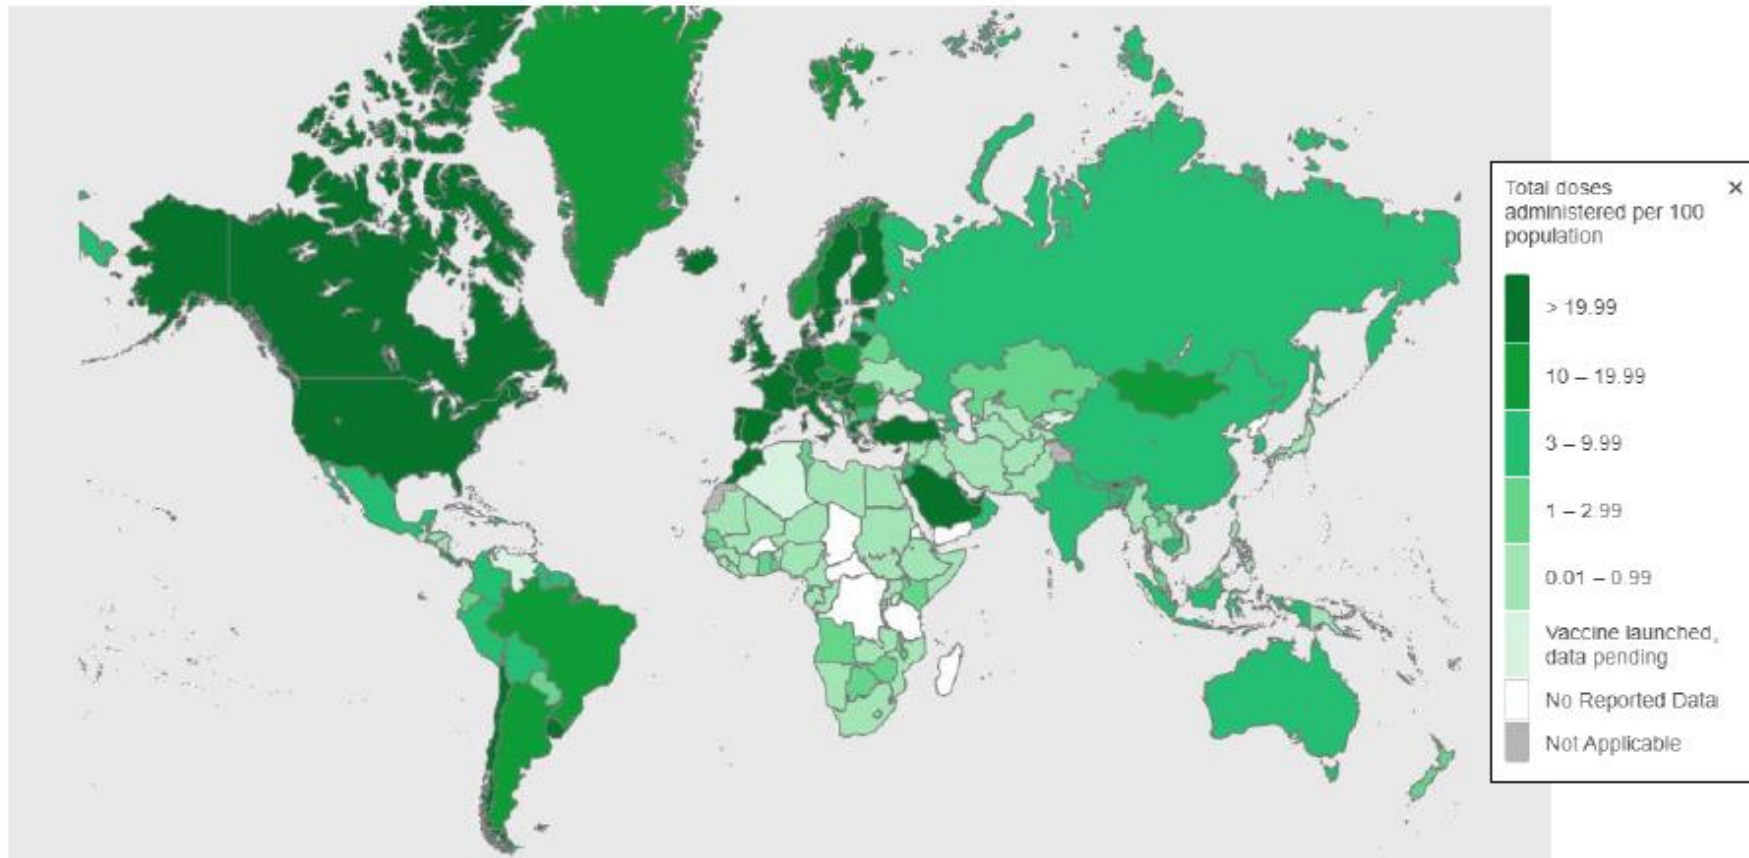 Total doses
administered per 100
population
> 19.99
10 – 19.99
3 – 9.99
1 – 2.99
0.01 – 0.99
Vaccine launched,
data pending
No Reported Data
Not Applicable